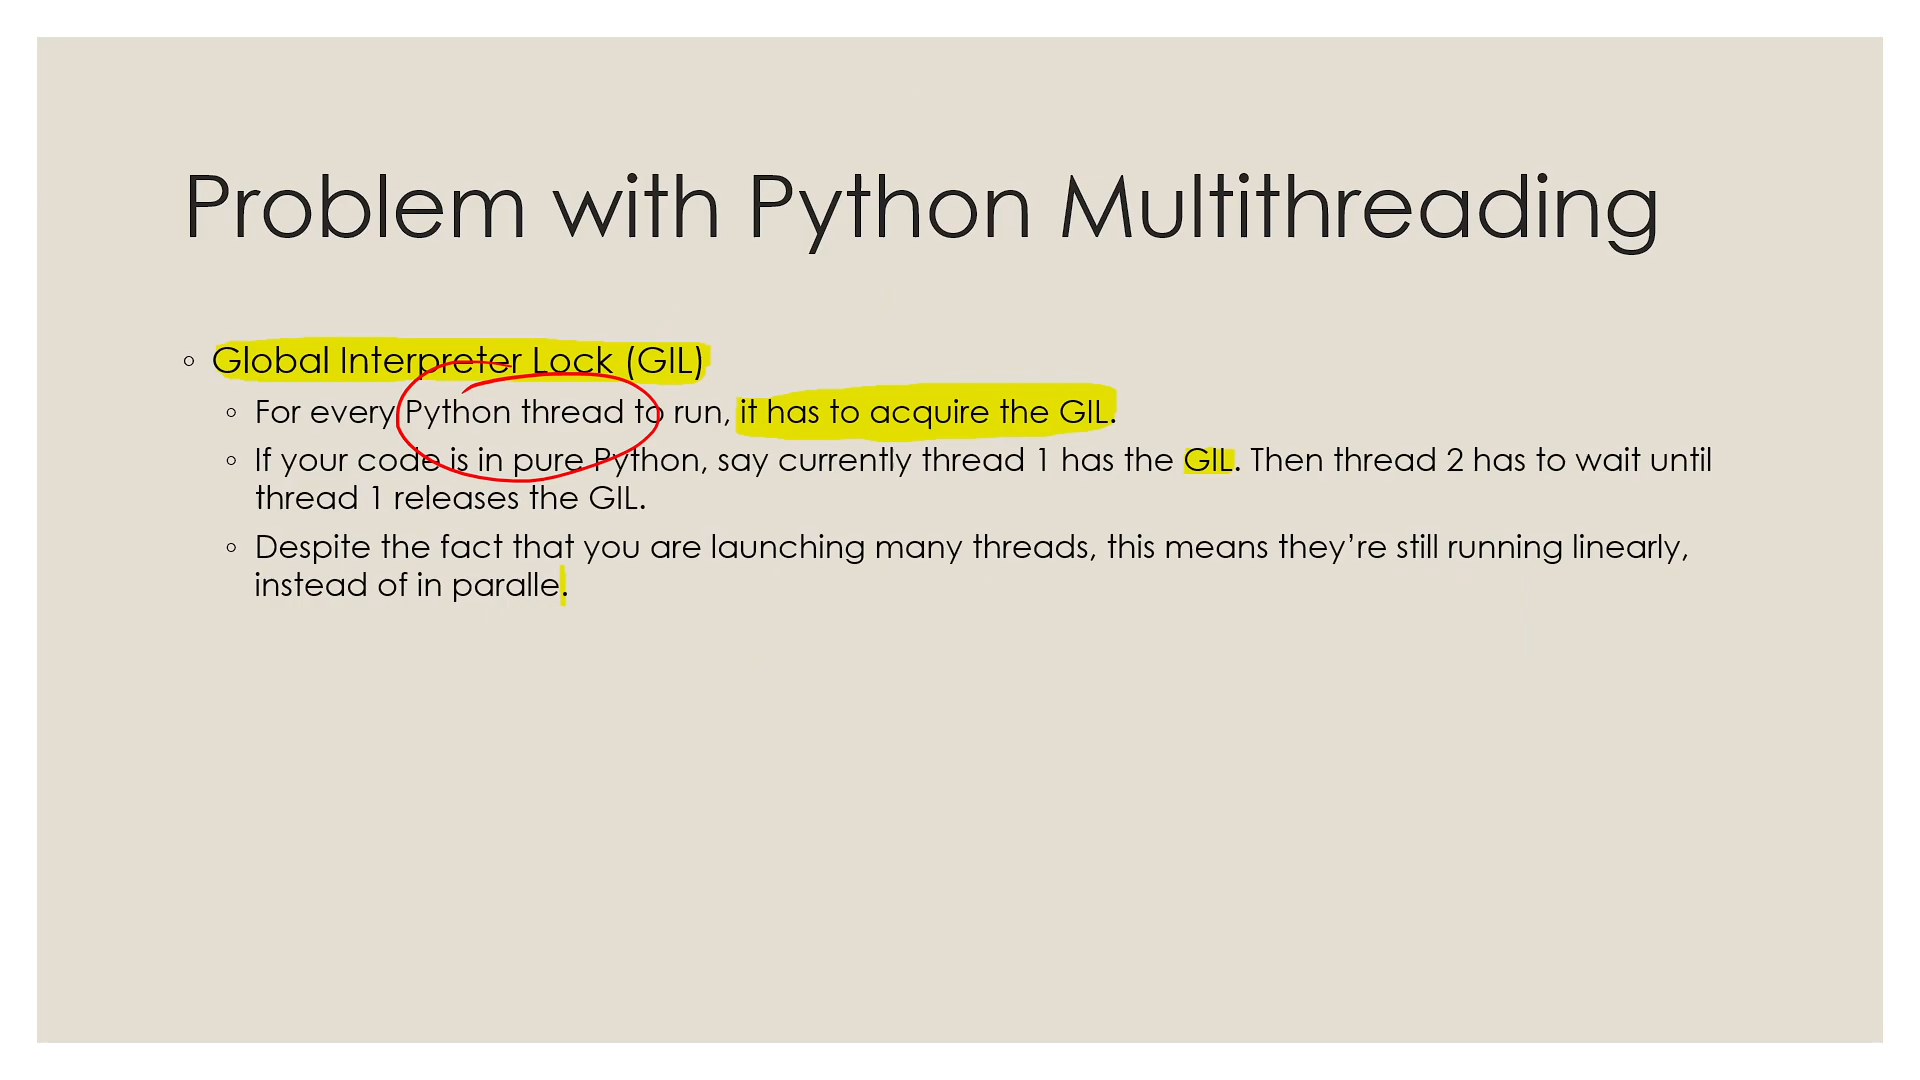 Problem with Python Multithreading
◦ Global Interpreter Lock (GIL)
◦ For every Python thread to run, it has to acquire the GIL.
◦ If your code is in pure Python, say currently thread 1 has the GIL. Then thread 2 has to wait until
thread 1 releases the GIL.
◦ Despite the fact that you are launching many threads, this means they’re still running linearly,
instead of in paralle.